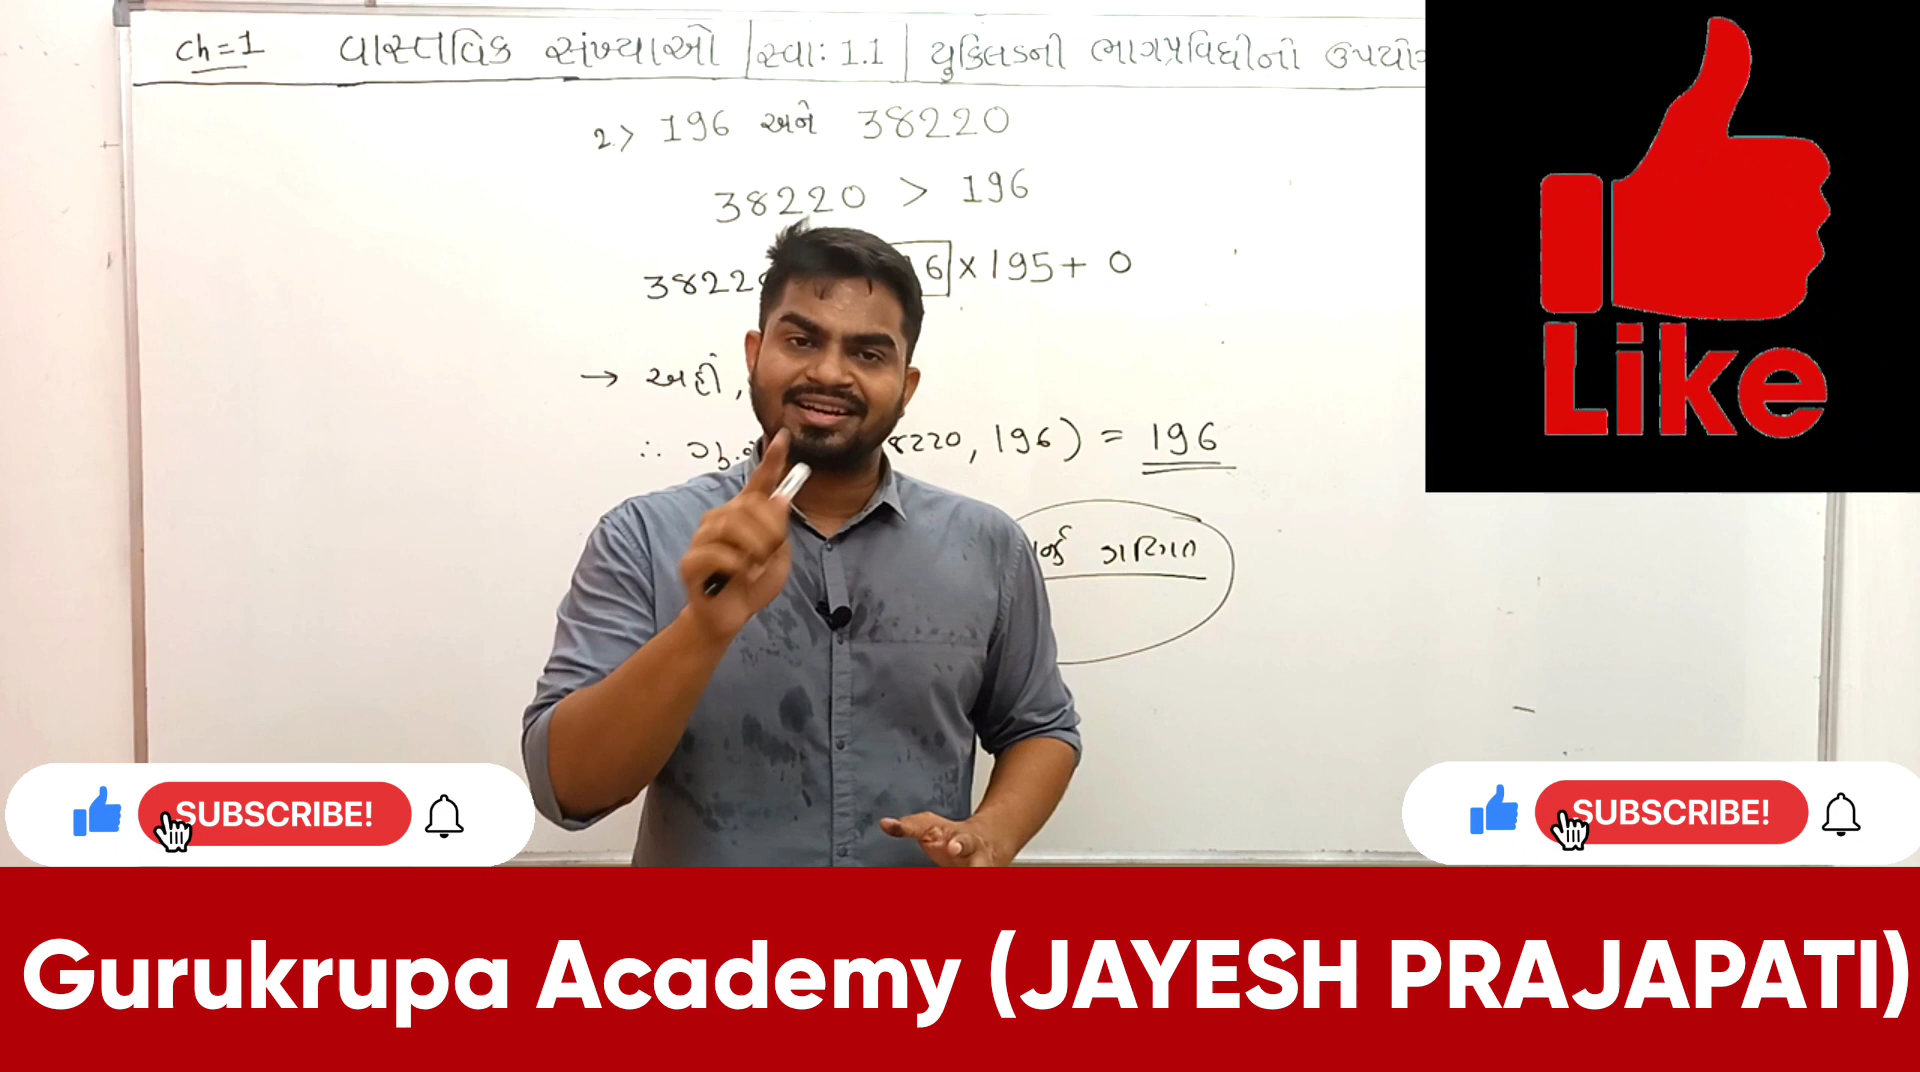 ch=1 વાસ્તવિક સંખ્યાઓ | સ્વા: 1.1 | યુક્લિડની ભાગપ્રવિધીનો ઉપયોગ
2.> 196 અને 38220
38220 > 196
3822 6 × 195 + 0
→ અહીં,
∴ ગુ. 8220, 196) = 196
ગણિત
Like
SUBSCRIBE!
SUBSCRIBE!
Gurukrupa Academy (JAYESH PRAJAPATI)